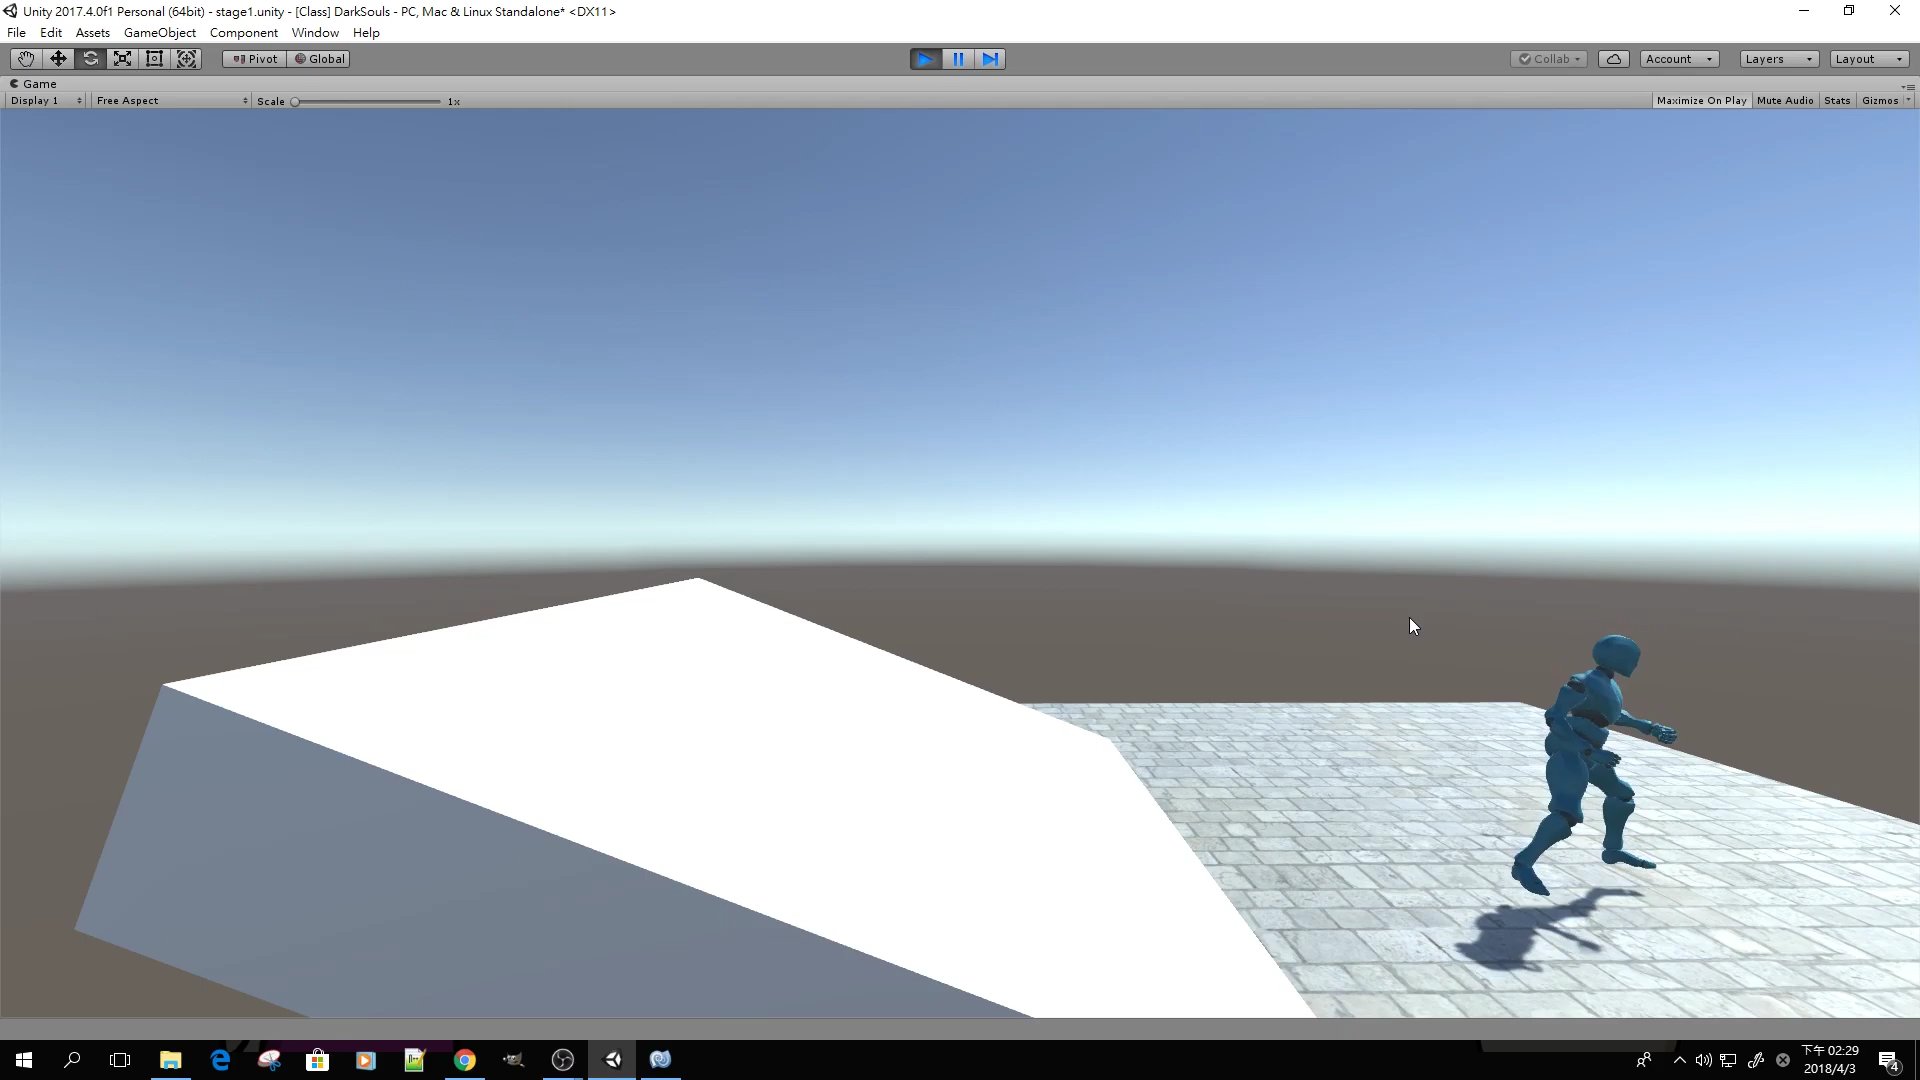 Unity 2017.4.0f1 Personal (64bit) - stage1.unity - [Class] DarkSouls - PC, Mac & Linux Standalone* <DX11>
File Edit Assets GameObject Component Window Help
Pivot Global Collab Account Layers Layout
Game
Display 1 Free Aspect Scale 1x Maximize On Play Mute Audio Stats Gizmos
下午 02:29
2018/4/3
4